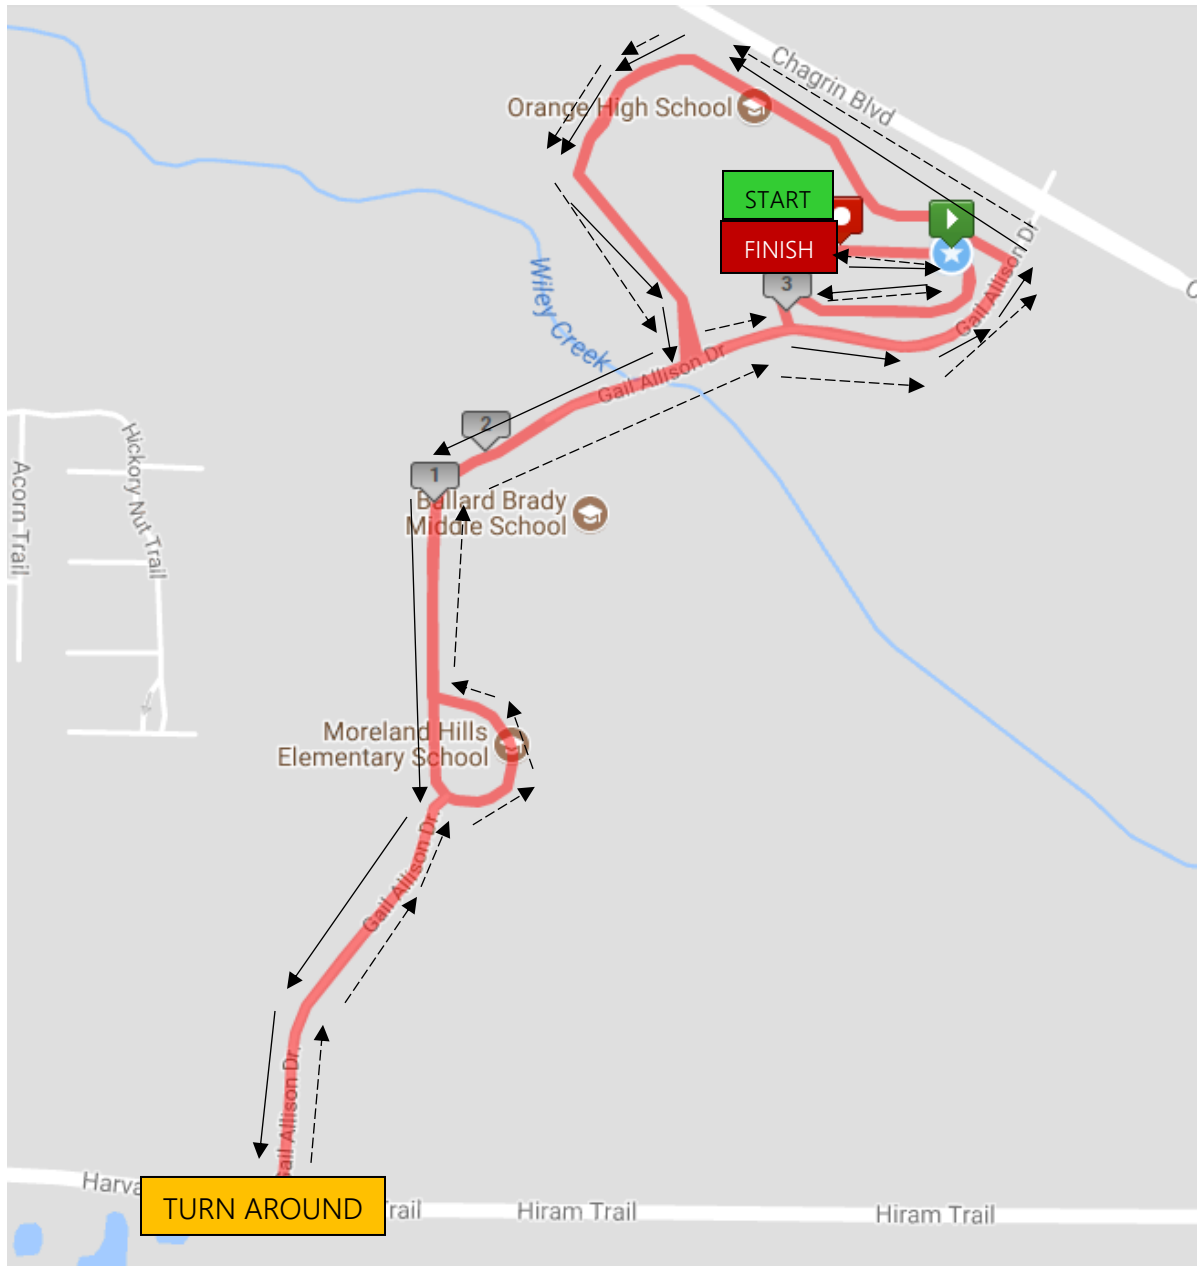 Chagrin Blvd
Orange High School
START
FINISH
3
Gail Allison Dr
Wiley Creek
Gail Allison Dr
2
1
Ballard Brady
Middle School
Acorn Trail
Hickory Nut Trail
Moreland Hills
Elementary School
Gail Allison Dr.
Gail Allison Dr.
Harva
TURN AROUND
rail
Hiram Trail
Hiram Trail